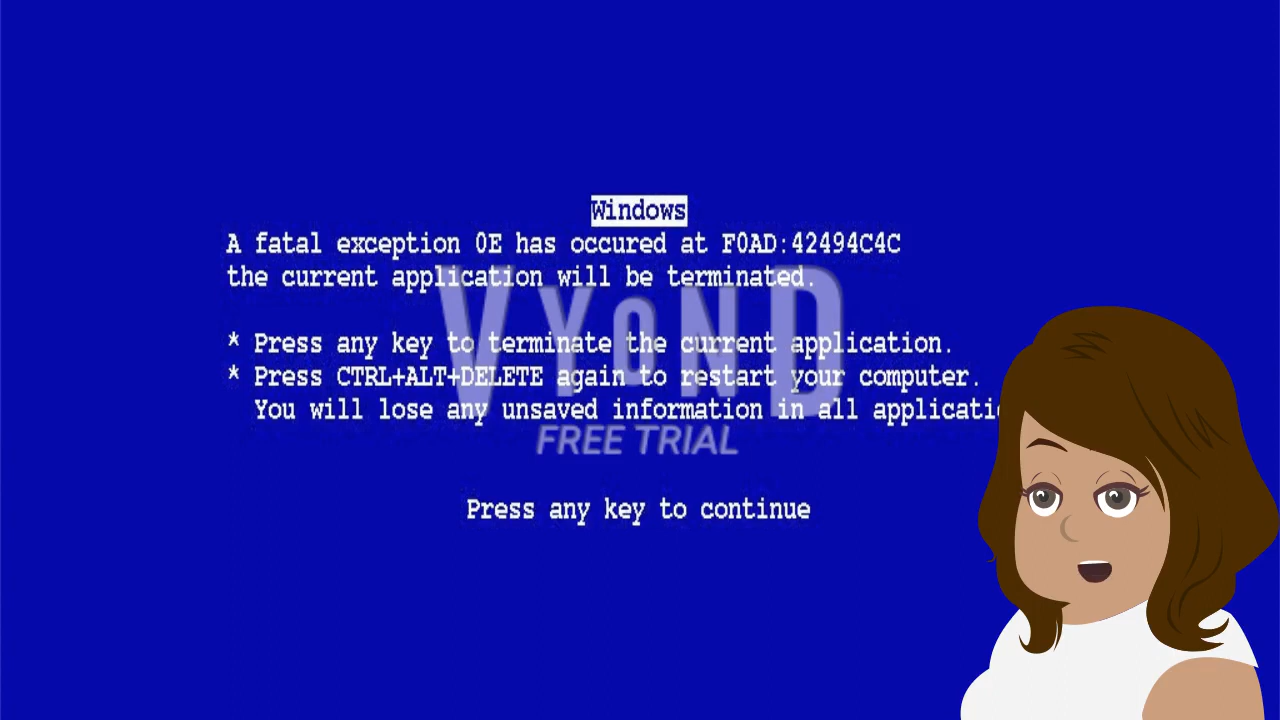 Windows
A fatal exception 0E has occured at F0AD:42494C4C
the current application will be terminated.
* Press any key to terminate the current application.
* Press CTRL+ALT+DELETE again to restart your computer.
You will lose any unsaved information in all
VYOND
FREE TRIAL
Press any key to continue